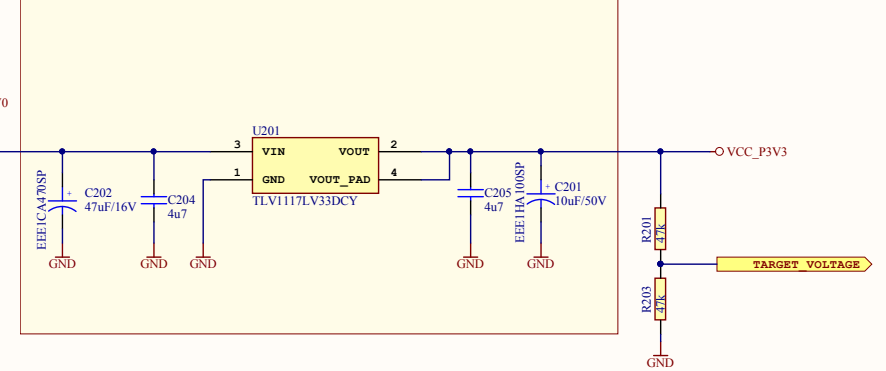 U201
3
VIN
VOUT
2
VCC_P3V3
1
GND
VOUT_PAD
4
TLV1117LV33DCY
EEE1CA470SP
+
C202
47uF/16V
C204
4u7
C205
4u7
EEE1HA100SP
+
C201
10uF/50V
R201
47k
GND
GND
GND
GND
GND
TARGET_VOLTAGE
R203
47k
GND